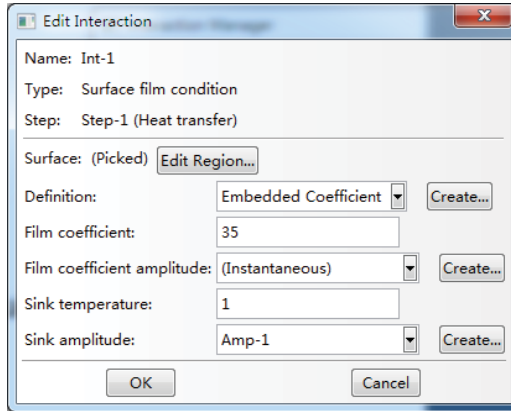 Edit Interaction
Name: Int-1
Type: Surface film condition
Step: Step-1 (Heat transfer)
Surface: (Picked) Edit Region...
Definition: Embedded Coefficient Create...
Film coefficient: 35
Film coefficient amplitude: (Instantaneous) Create...
Sink temperature: 1
Sink amplitude: Amp-1 Create...
OK Cancel